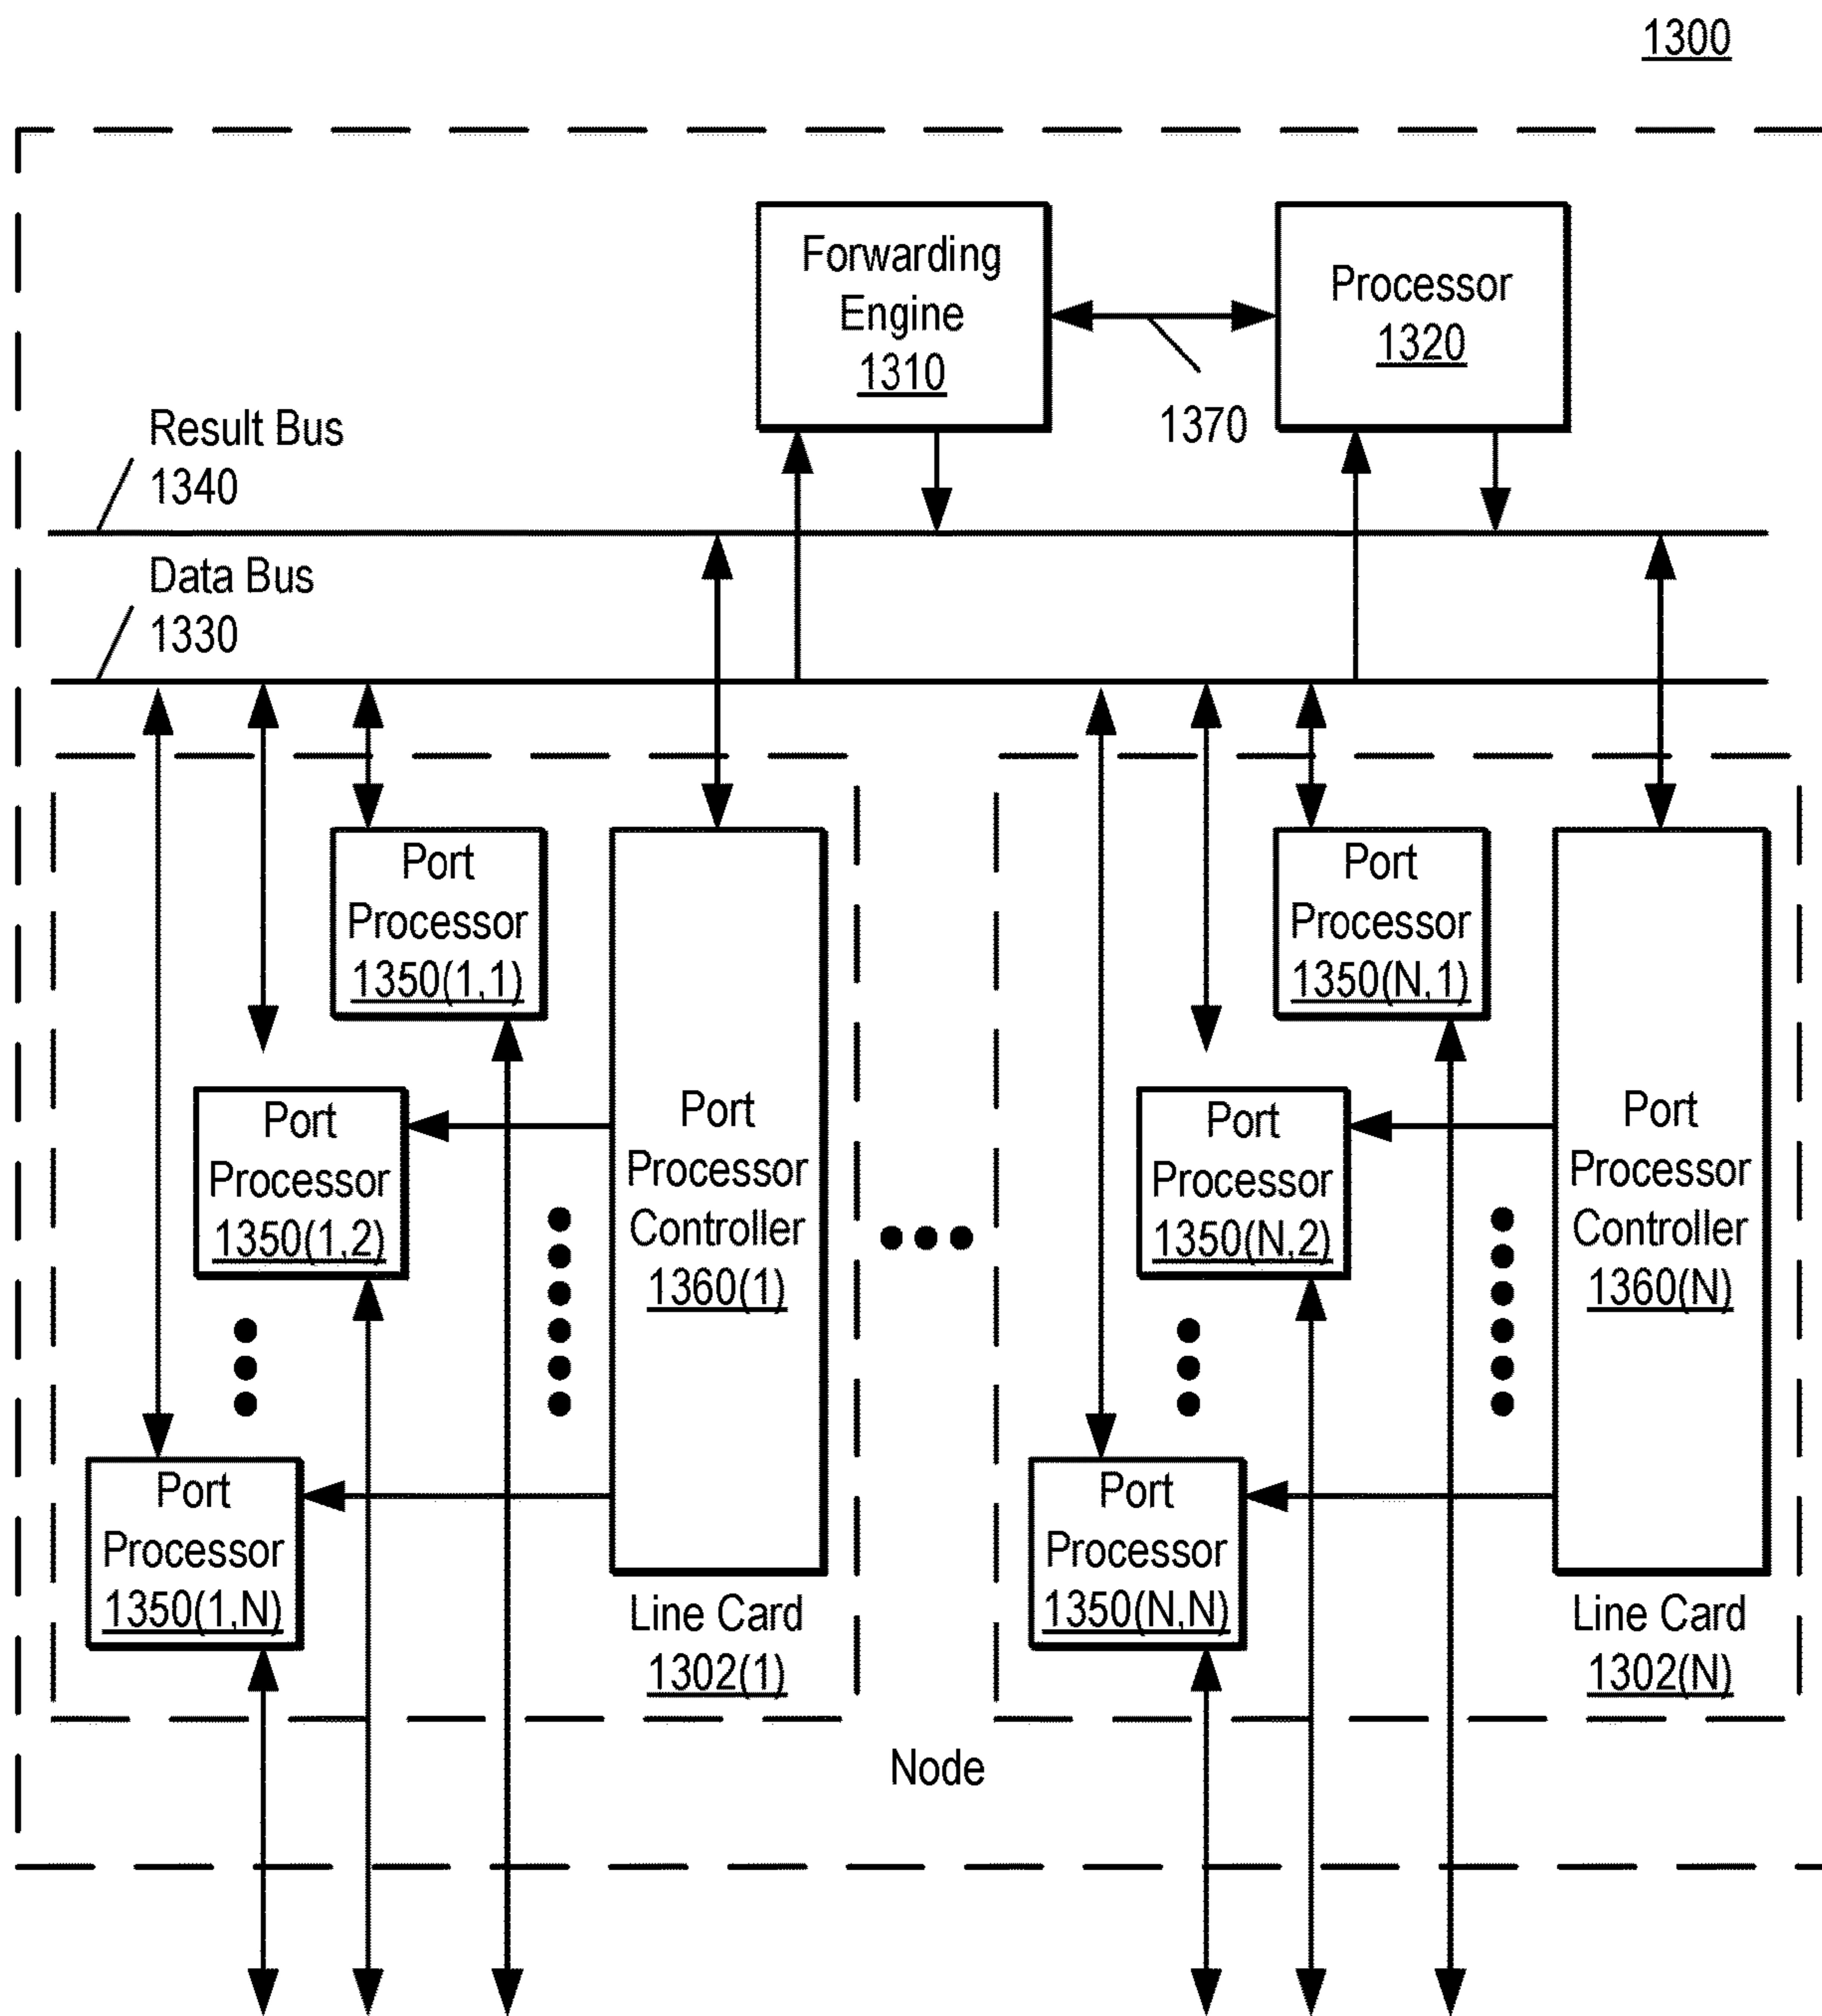 1300
Forwarding
Engine
1310
Processor
1320
1370
Result Bus
1340
Data Bus
1330
Port
Processor
1350(1,1)
Port
Processor
1350(1,2)
Port
Processor
1350(1,N)
Port
Processor
Controller
1360(1)
Line Card
1302(1)
Port
Processor
1350(N,1)
Port
Processor
1350(N,2)
Port
Processor
1350(N,N)
Port
Processor
Controller
1360(N)
Line Card
1302(N)
Node